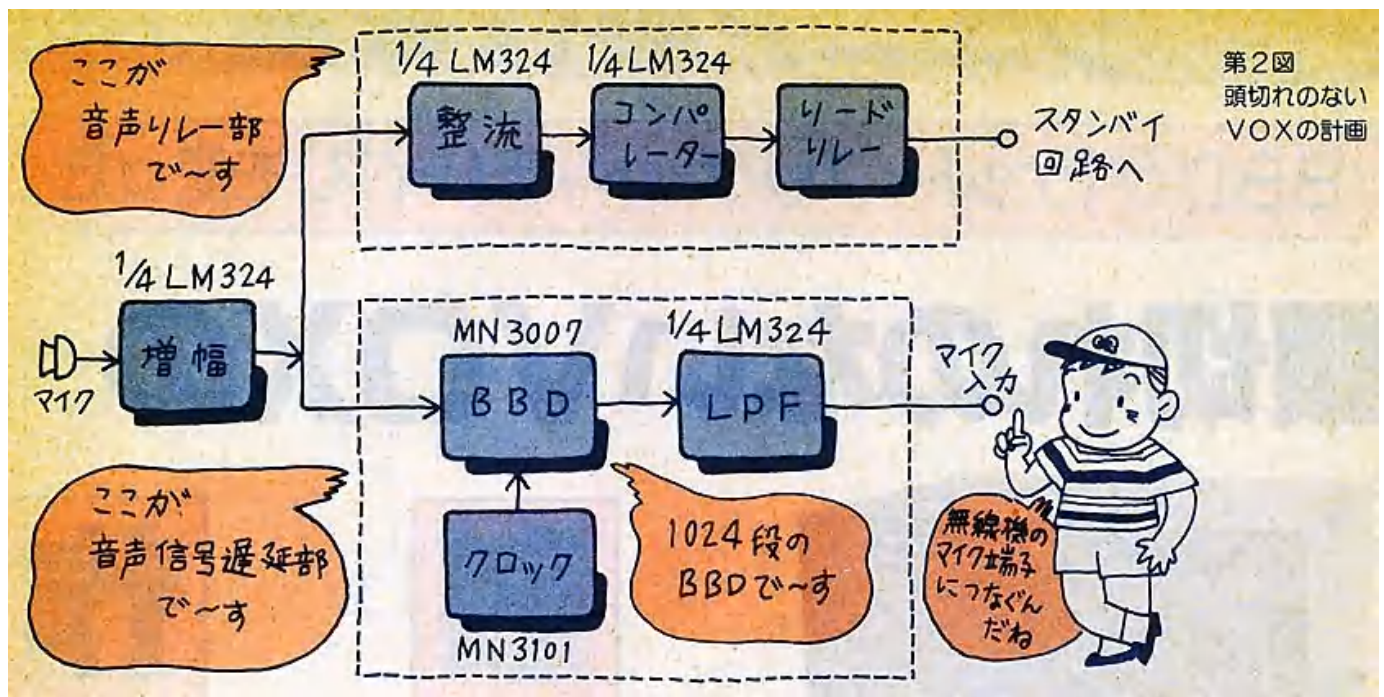 第2図
頭切れのない
VOXの計画
ここが
音声リレー部
で〜す
1/4 LM324
整流
1/4 LM324
コンパ
レーター
リード
リレー
スタンバイ
回路へ
マイク
1/4 LM324
増幅
MN3007
BBD
1/4 LM324
LPF
マイク
入力
クロック
MN3101
ここが
音声信号遅延部
で〜す
1024段の
BBDで〜す
無線機の
マイク端子
につなぐん
だね